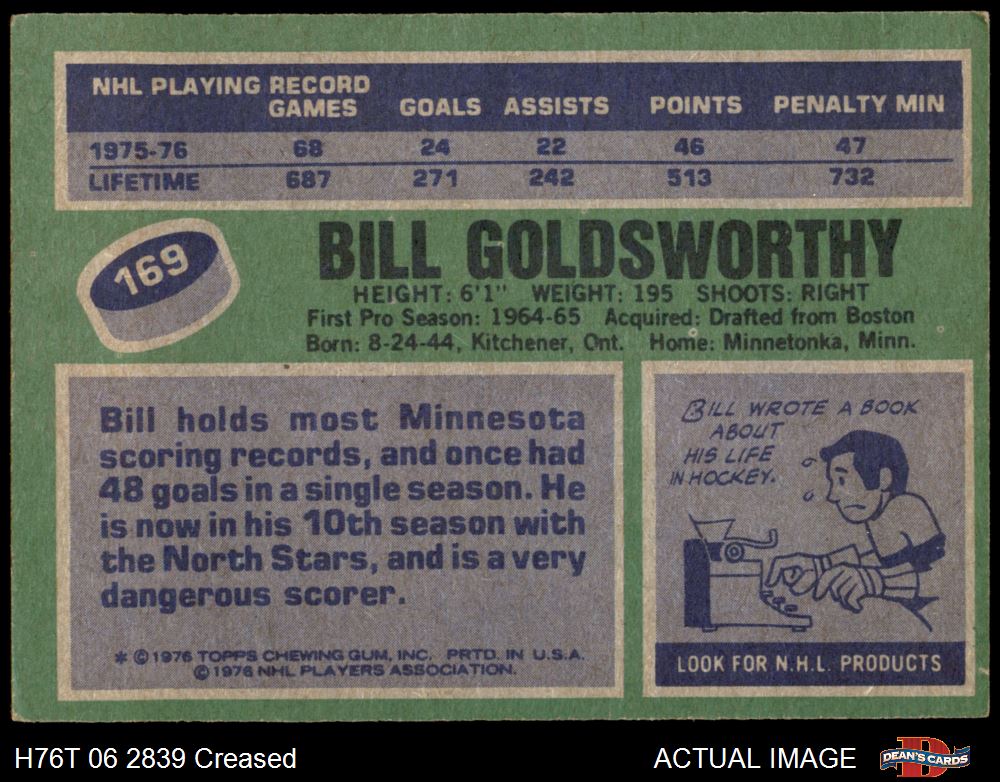 NHL PLAYING RECORD
GAMES GOALS ASSISTS POINTS PENALTY MIN
1975-76 68 24 22 46 47
LIFETIME 687 271 242 513 732
169
BILL GOLDSWORTHY
HEIGHT: 6'1" WEIGHT: 195 SHOOTS: RIGHT
First Pro Season: 1964-65 Acquired: Drafted from Boston
Born: 8-24-44, Kitchener, Ont. Home: Minnetonka, Minn.
Bill holds most Minnesota
scoring records, and once had
48 goals in a single season. He
is now in his 10th season with
the North Stars, and is a very
dangerous scorer.
* © 1976 TOPPS CHEWING GUM, INC. PRTD. IN U.S.A.
© 1976 NHL PLAYERS ASSOCIATION.
BILL WROTE A BOOK
ABOUT
HIS LIFE
IN HOCKEY.
LOOK FOR N.H.L. PRODUCTS
H76T 06 2839 Creased
ACTUAL IMAGE
DEAN'S CARDS